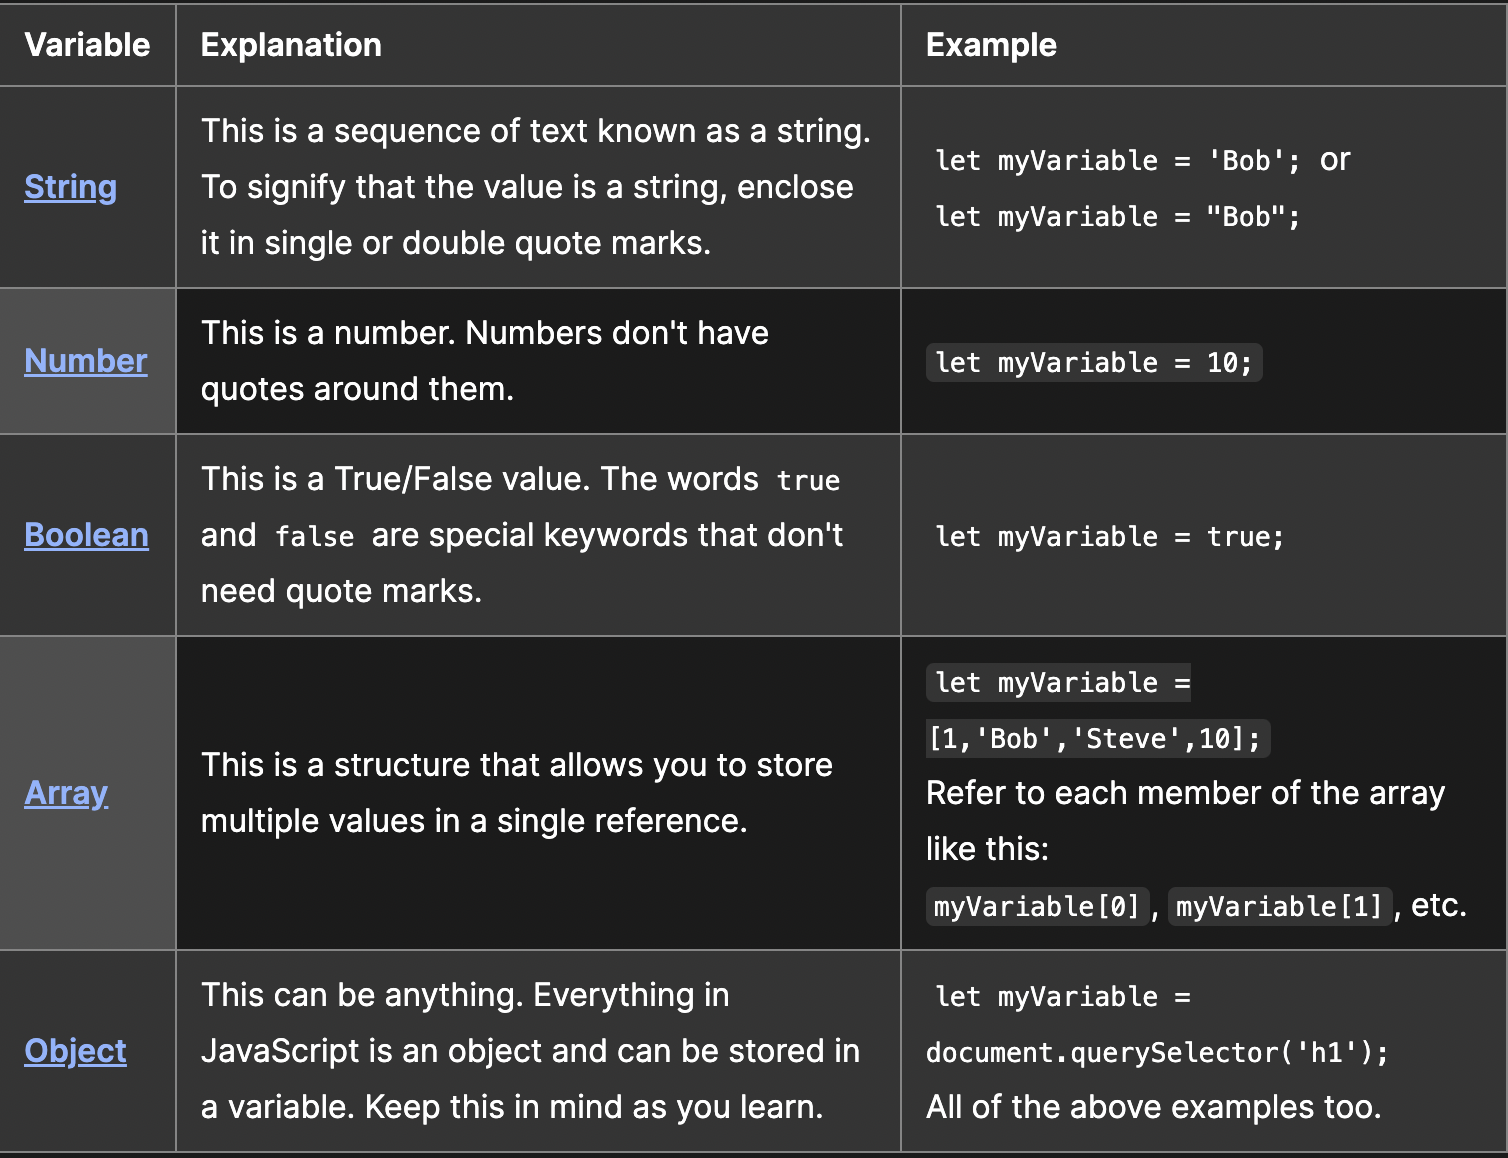 Variable Explanation Example
String
This is a sequence of text known as a string.
To signify that the value is a string, enclose
it in single or double quote marks.
let myVariable = 'Bob'; or
let myVariable = "Bob";
Number
This is a number. Numbers don't have
quotes around them.
let myVariable = 10;
Boolean
This is a True/False value. The words true
and false are special keywords that don't
need quote marks.
let myVariable = true;
Array
This is a structure that allows you to store
multiple values in a single reference.
let myVariable =
[1,'Bob','Steve',10];
Refer to each member of the array
like this:
myVariable[0], myVariable[1], etc.
Object
This can be anything. Everything in
JavaScript is an object and can be stored in
a variable. Keep this in mind as you learn.
let myVariable =
document.querySelector('h1');
All of the above examples too.